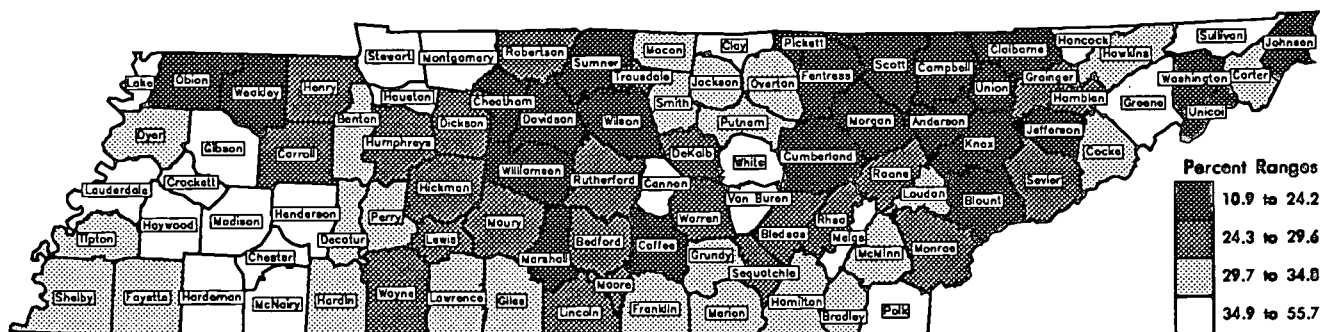 Stewart
Montgomery
Robertson
Sumner
Macon
Clay
Pickett
Scott
Campbell
Claiborne
Hancock
Hawkins
Sullivan
Johnson
Lake
Obion
Weakley
Henry
Houston
Cheatham
Trousdale
Jackson
Overton
Fentress
Union
Grainger
Washington
Carter
Hamblen
Greene
Unicoi
Dyer
Gibson
Benton
Dickson
Davidson
Wilson
Smith
Putnam
Morgan
Anderson
Knox
Jefferson
Cocke
Carroll
Humphreys
DeKalb
White
Cumberland
Lauderdale
Crockett
Williamson
Rutherford
Cannon
Roane
Loudon
Sevier
Haywood
Madison
Henderson
Hickman
Van Buren
Blount
Tipton
Decatur
Perry
Lewis
Maury
Bedford
Warren
Rhea
Meigs
Monroe
Chester
Marshall
Coffee
Grundy
Bledsoe
McMinn
Shelby
Fayette
Hardeman
McNairy
Hardin
Wayne
Lawrence
Giles
Moore
Sequatchie
Lincoln
Franklin
Marion
Hamilton
Bradley
Polk
Percent Ranges
10.9 to 24.2
24.3 to 29.6
29.7 to 34.8
34.9 to 55.7